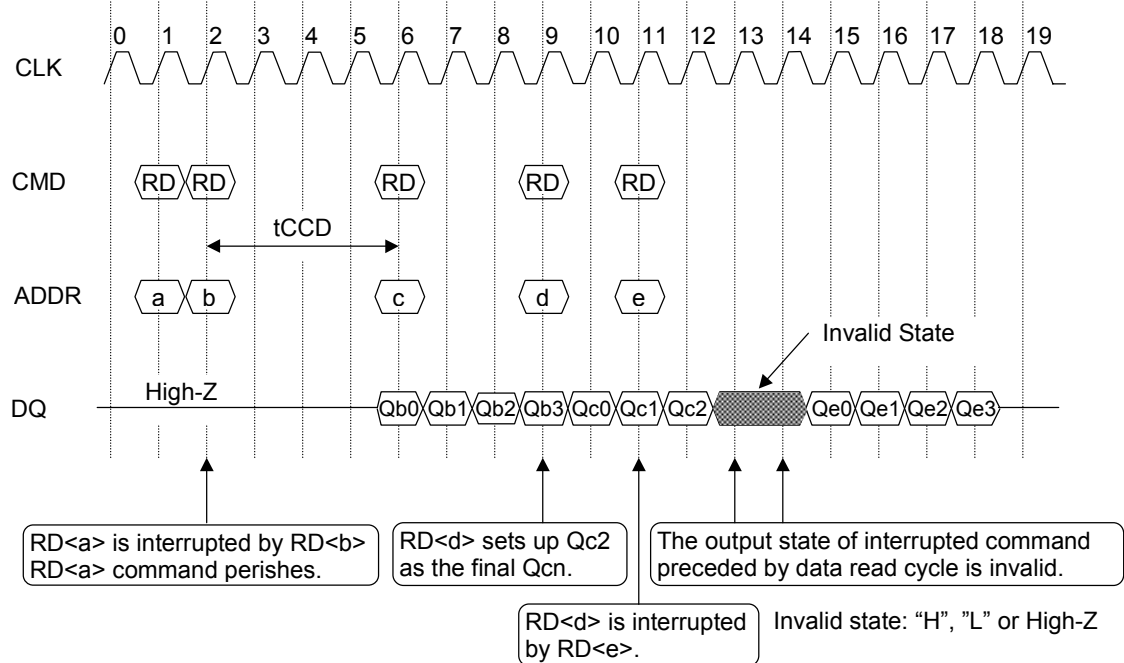 0 1 2 3 4 5 6 7 8 9 10 11 12 13 14 15 16 17 18 19
CLK
CMD RD RD RD RD RD
tCCD
ADDR a b c d e
Invalid State
High-Z
DQ Qb0 Qb1 Qb2 Qb3 Qc0 Qc1 Qc2 Qe0 Qe1 Qe2 Qe3
RD<a> is interrupted by RD<b>
RD<a> command perishes.
RD<d> sets up Qc2
as the final Qcn.
The output state of interrupted command
preceded by data read cycle is invalid.
RD<d> is interrupted
by RD<e>.
Invalid state: “H”, ”L” or High-Z